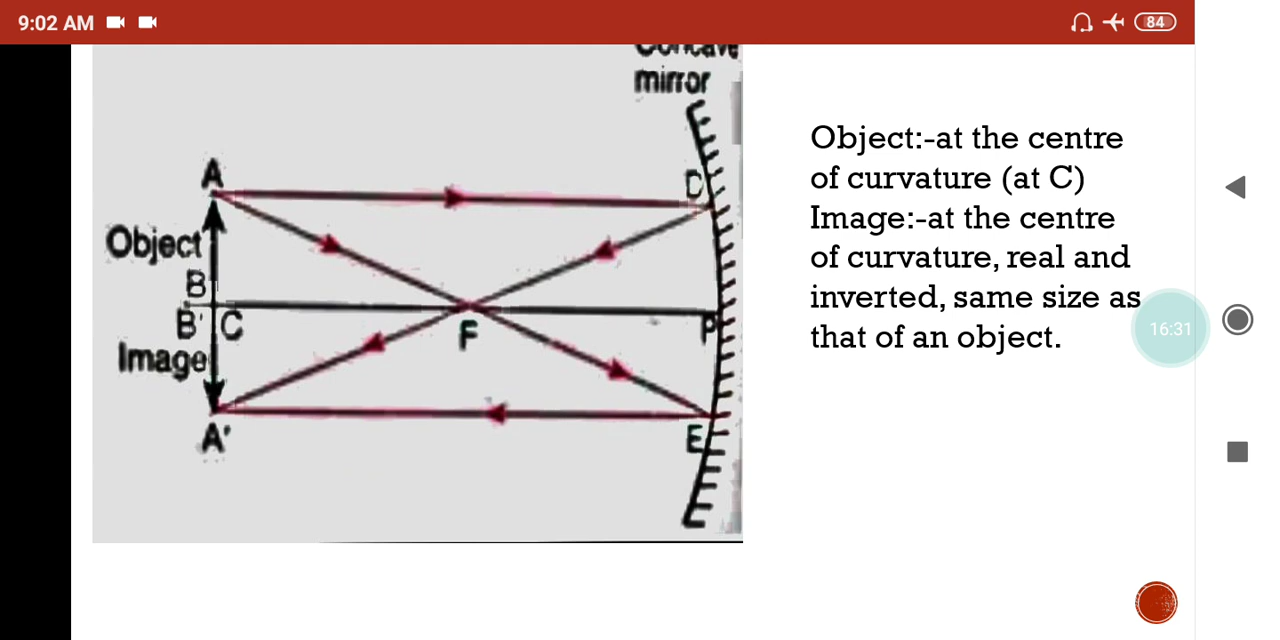 9:02 AM
84
Concave
mirror
A
D
Object
B
B' C
F
P
Image
A'
E
Object:-at the centre
of curvature (at C)
Image:-at the centre
of curvature, real and
inverted, same size as
that of an object.
16:31